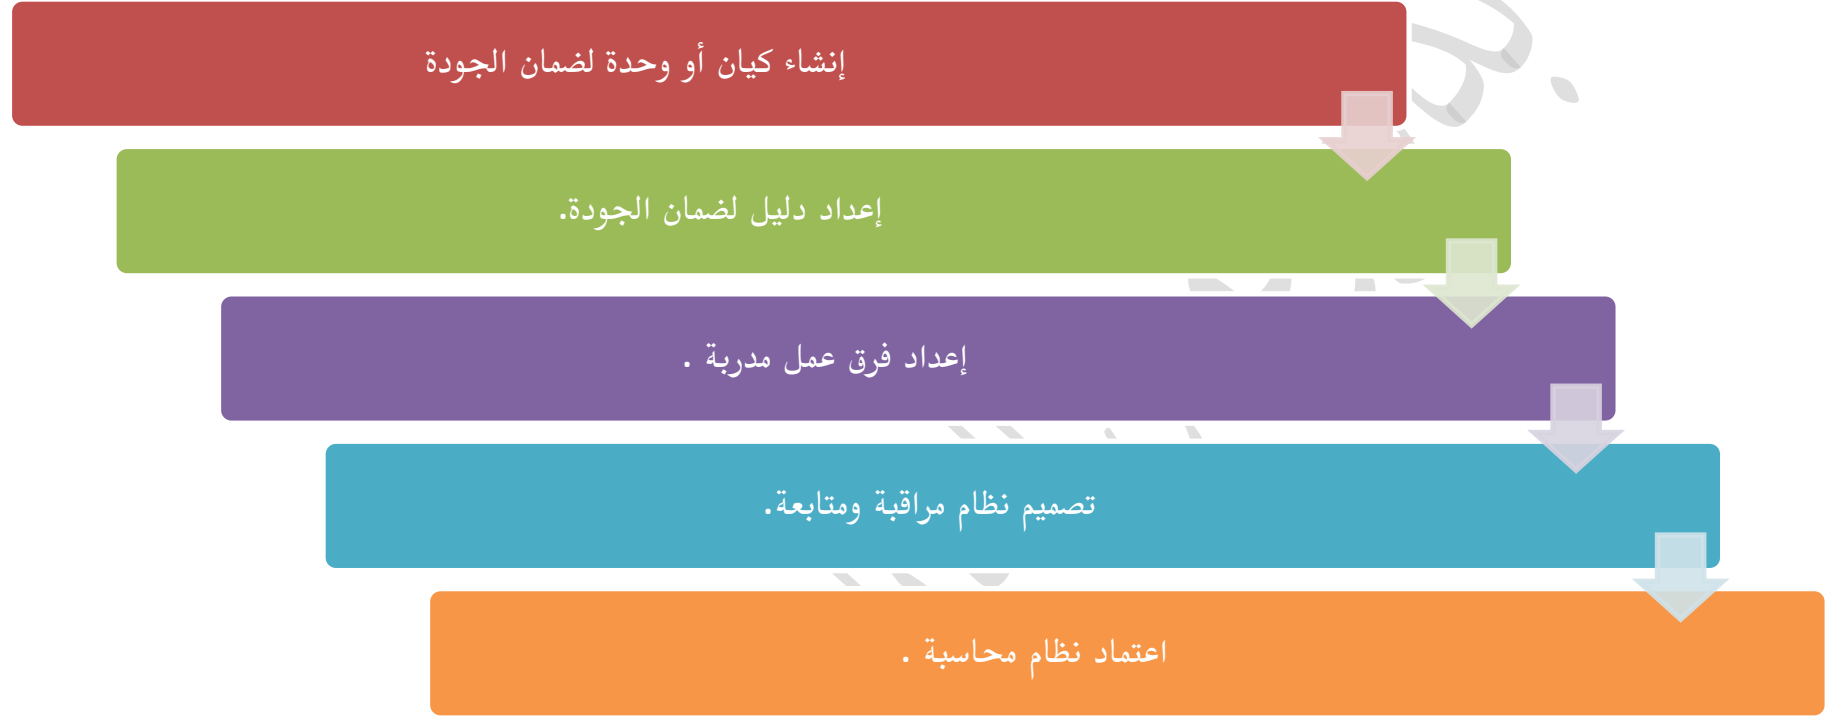 إنشاء كيان أو وحدة لضمان الجودة
إعداد دليل لضمان الجودة.
إعداد فرق عمل مدربة .
تصميم نظام مراقبة ومتابعة.
اعتماد نظام محاسبة .